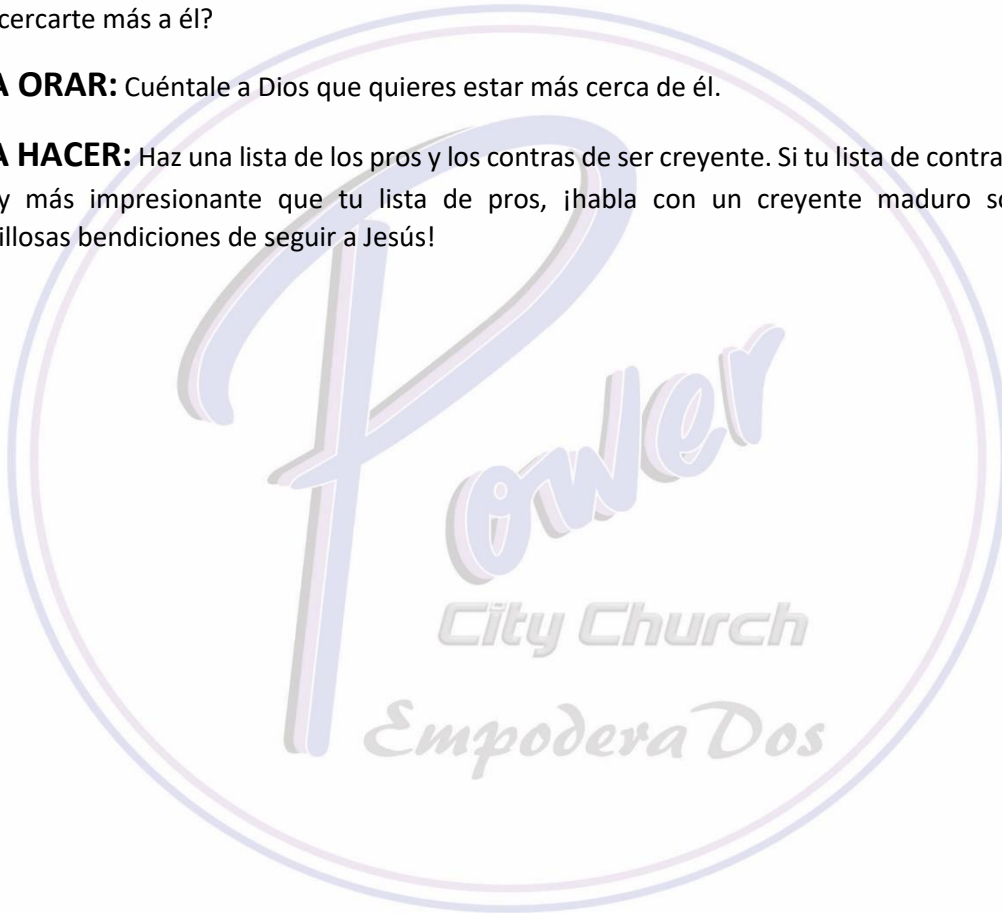 cercarte más a él?
A ORAR: Cuéntale a Dios que quieres estar más cerca de él.
A HACER: Haz una lista de los pros y los contras de ser creyente. Si tu lista de contra
y más impresionante que tu lista de pros, ¡habla con un creyente maduro so
illosas bendiciones de seguir a Jesús!
Power
City Church
EmpoderaDos